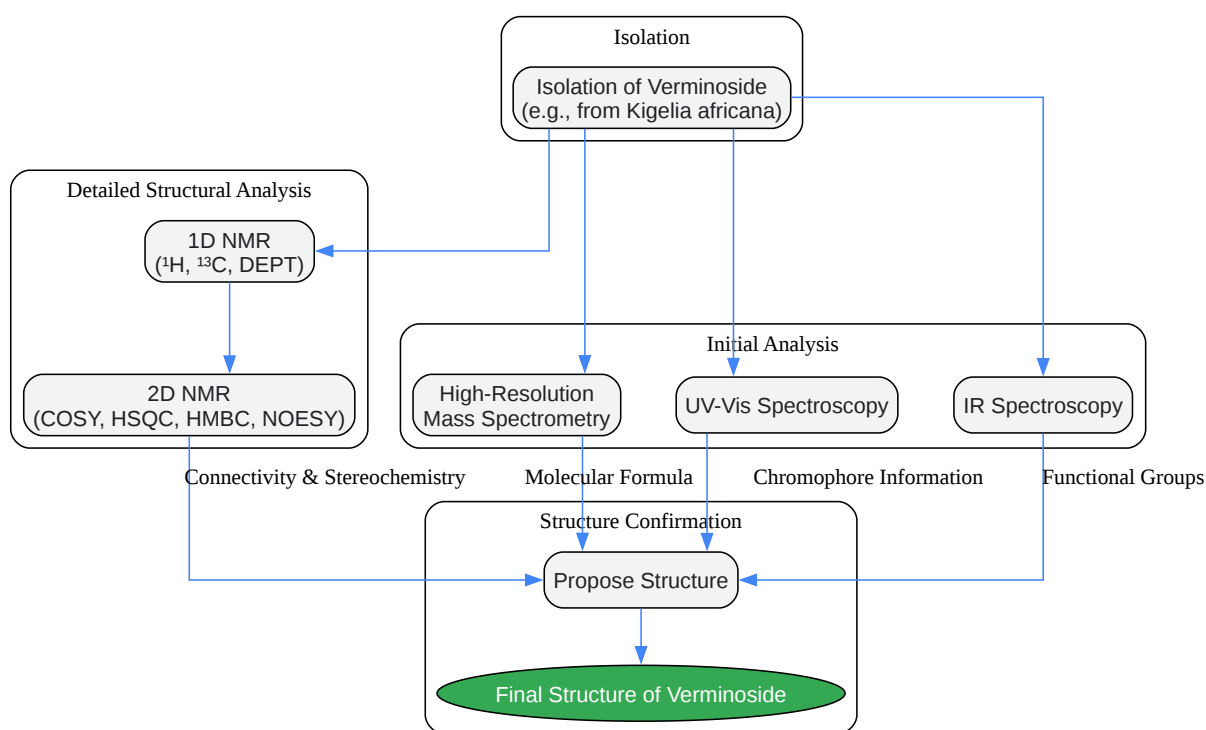 Isolation
Isolation of Verminoside
(e.g., from Kigelia africana)
Detailed Structural Analysis
1D NMR
(¹H, ¹³C, DEPT)
Initial Analysis
2D NMR
(COSY, HSQC, HMBC, NOESY)
High-Resolution
Mass Spectrometry
UV-Vis Spectroscopy
IR Spectroscopy
Connectivity & Stereochemistry
Molecular Formula
Chromophore Information
Functional Groups
Structure Confirmation
Propose Structure
Final Structure of Verminoside